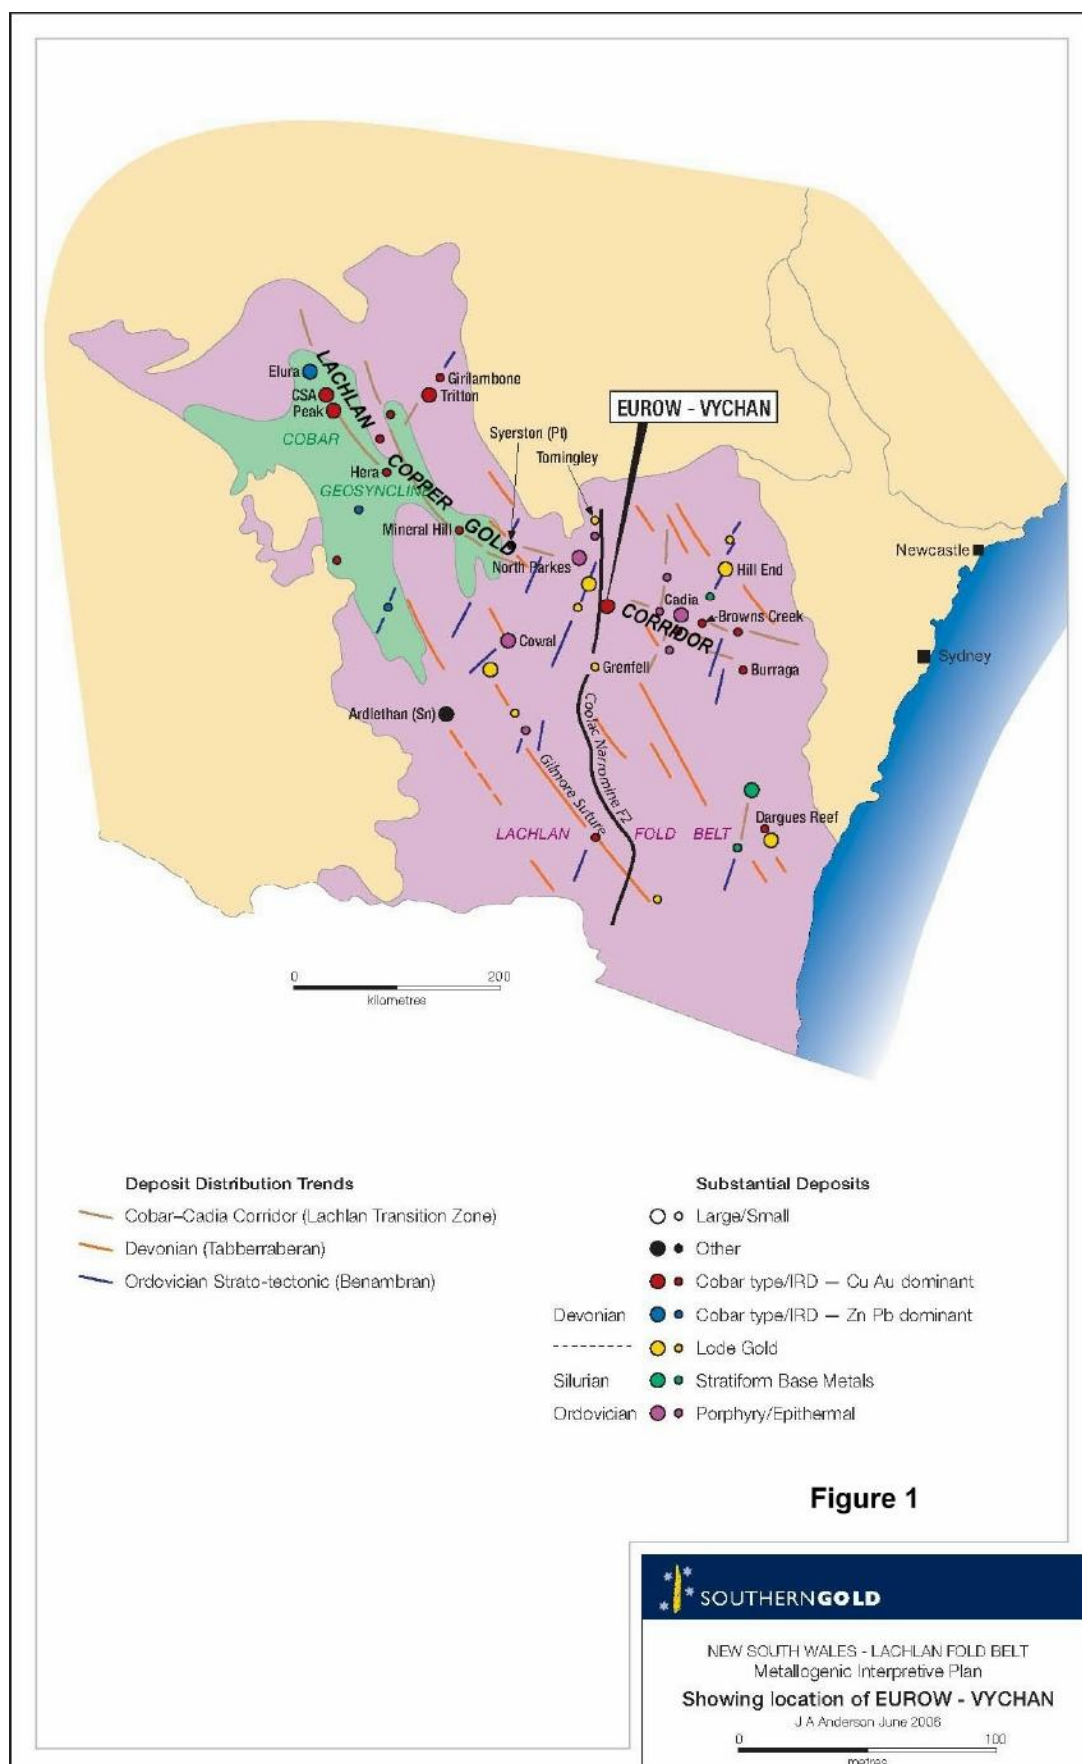 LACHLAN
COPPER
GOLD
CORRIDOR
Elura
CSA
Peak
COBAR
Girilambone
Tritton
EUROW - VYCHAN
Syerston (Pt)
Tomingley
Hera
GEOSYNCLINE
Mineral Hill
North Parkes
Newcastle
Hill End
Cadia
Browns Creek
Cowal
Grenfell
Burraga
Sydney
Ardlethan (Sn)
Coolac Narromine FZ
Gilmore Suture
Dargues Reef
LACHLAN FOLD BELT
0 200
kilometres
Deposit Distribution Trends
Cobar–Cadia Corridor (Lachlan Transition Zone)
Devonian (Tabberraberan)
Ordovician Strato-tectonic (Benambran)
Substantial Deposits
Large/Small
Other
Cobar type/IRD — Cu Au dominant
Devonian Cobar type/IRD — Zn Pb dominant
Lode Gold
Silurian Stratiform Base Metals
Ordovician Porphyry/Epithermal
Figure 1
SOUTHERNGOLD
NEW SOUTH WALES - LACHLAN FOLD BELT
Metallogenic Interpretive Plan
Showing location of EUROW - VYCHAN
J A Anderson June 2006
0 100
metres